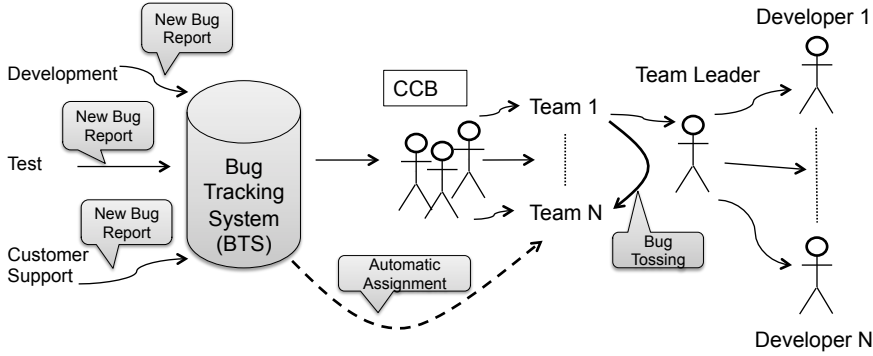 New Bug
Report
Development
New Bug
Report
Test
New Bug
Report
Customer
Support
Bug
Tracking
System
(BTS)
Automatic
Assignment
CCB
Team 1
Team N
Bug
Tossing
Team Leader
Developer 1
Developer N